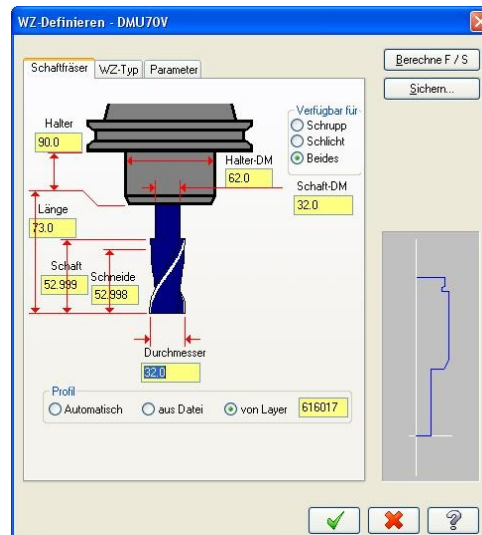 WZ-Definieren - DMU70V
Schaftfräser WZ-Typ Parameter
Berechne F / S
Sichern...
Halter
90.0
Verfügbar für
Schrupp
Schlicht
Beides
Halter-DM
62.0
Schaft-DM
32.0
Länge
73.0
Schaft
52.999
Schneide
52.998
Durchmesser
32.0
Profil
Automatisch aus Datei von Layer 616017